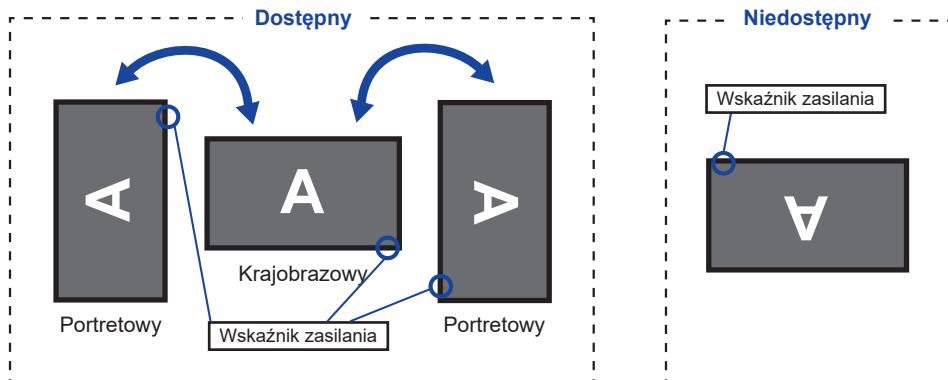 Dostępny
Niedostępny
Wskaźnik zasilania
A
A
A
A
Krajobrazowy
Portretowy
Wskaźnik zasilania
Portretowy